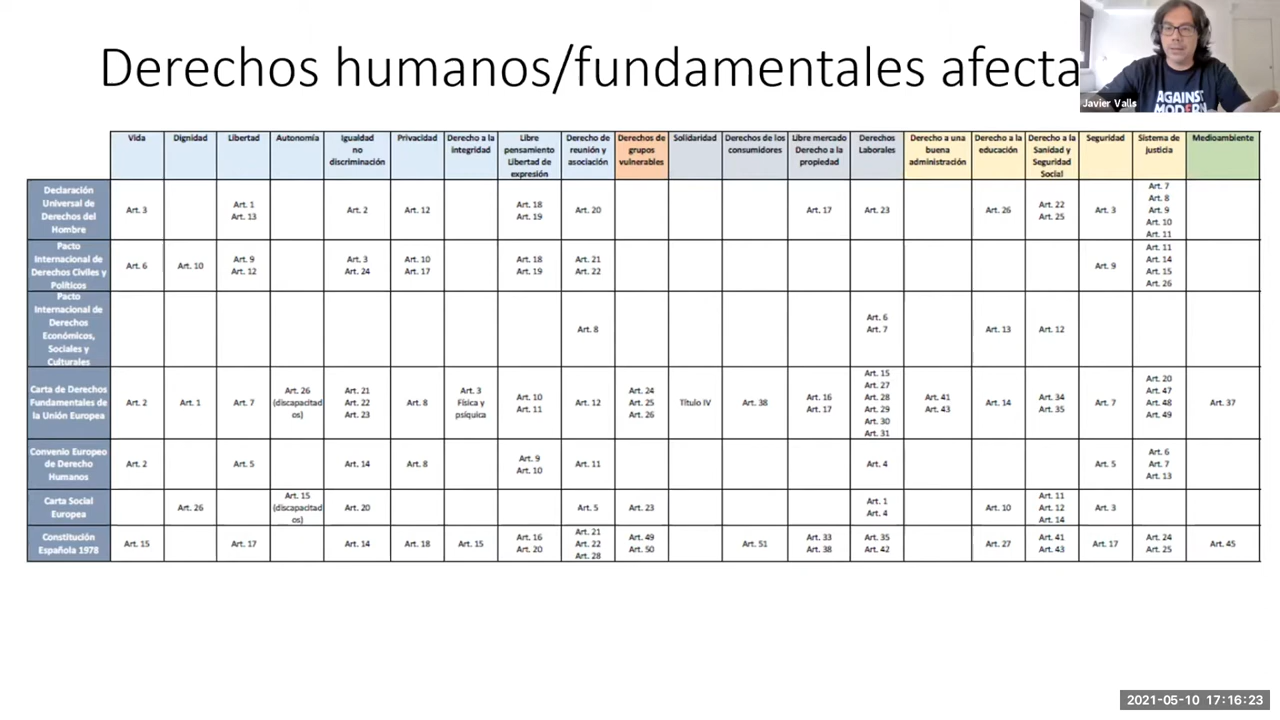 Derechos humanos/fundamentales afecta
Javier Valls
AGAINST
MODERN
Vida
Dignidad
Libertad
Autonomía
Igualdad
no
discriminación
Privacidad
Derecho a la
integridad
Libre
pensamiento
Libertad de
expresión
Derecho de
reunión y
asociación
Derechos de
grupos
vulnerables
Solidaridad
Derechos de los
consumidores
Libre mercado
Derecho a la
propiedad
Derechos
Laborales
Derecho a una
buena
administración
Derecho a la
educación
Derecho a la
Sanidad y
Seguridad
Social
Seguridad
Sistema de
justicia
Medioambiente
Declaración
Universal de
Derechos del
Hombre
Art. 3
Art. 1
Art. 13
Art. 2
Art. 12
Art. 18
Art. 19
Art. 20
Art. 17
Art. 23
Art. 26
Art. 22
Art. 25
Art. 3
Art. 7
Art. 8
Art. 9
Art. 10
Art. 11
Pacto
Internacional de
Derechos Civiles y
Políticos
Art. 6
Art. 10
Art. 9
Art. 12
Art. 3
Art. 24
Art. 10
Art. 17
Art. 18
Art. 19
Art. 21
Art. 22
Art. 9
Art. 11
Art. 14
Art. 15
Art. 26
Pacto
Internacional de
Derechos
Económicos,
Sociales y
Culturales
Art. 8
Art. 6
Art. 7
Art. 13
Art. 12
Carta de Derechos
Fundamentales de
la Unión Europea
Art. 2
Art. 1
Art. 7
Art. 26
(discapacitad
os)
Art. 21
Art. 22
Art. 23
Art. 8
Art. 3
Física y
psíquica
Art. 10
Art. 11
Art. 12
Art. 24
Art. 25
Art. 26
Título IV
Art. 38
Art. 16
Art. 17
Art. 15
Art. 27
Art. 28
Art. 29
Art. 30
Art. 31
Art. 41
Art. 43
Art. 14
Art. 34
Art. 35
Art. 7
Art. 20
Art. 47
Art. 48
Art. 49
Art. 37
Convenio Europeo
de Derecho
Humanos
Art. 2
Art. 5
Art. 14
Art. 8
Art. 9
Art. 10
Art. 11
Art. 4
Art. 5
Art. 6
Art. 7
Art. 13
Carta Social
Europea
Art. 26
Art. 15
(discapacitad
os)
Art. 20
Art. 5
Art. 23
Art. 1
Art. 4
Art. 10
Art. 11
Art. 12
Art. 14
Art. 3
Constitución
Española 1978
Art. 15
Art. 17
Art. 14
Art. 18
Art. 15
Art. 16
Art. 20
Art. 21
Art. 22
Art. 28
Art. 49
Art. 50
Art. 51
Art. 33
Art. 38
Art. 35
Art. 42
Art. 27
Art. 41
Art. 43
Art. 17
Art. 24
Art. 25
Art. 45
2021-05-10 17:16:23